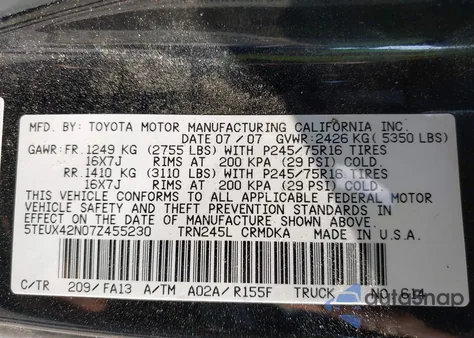 MFD. BY: TOYOTA MOTOR MANUFACTURING CALIFORNIA INC.
DATE 07/07 GVWR:2426 KG( 5350 LBS)
GAWR: FR.1249 KG (2755 LBS) WITH P245/75R16 TIRES
16X7J RIMS AT 200 KPA (29 PSI) COLD.
RR.1410 KG (3110 LBS) WITH P245/75R16 TIRES
16X7J RIMS AT 200 KPA (29 PSI) COLD.
THIS VEHICLE CONFORMS TO ALL APPLICABLE FEDERAL MOTOR
VEHICLE SAFETY AND THEFT PREVENTION STANDARDS IN
EFFECT ON THE DATE OF MANUFACTURE SHOWN ABOVE.
5TEUX42N07Z455230 TRN245L CRMDKA MADE IN U.S.A.
C/TR 209/FA13 A/TM A02A/R155F TRUCK NO. G14
autosnap